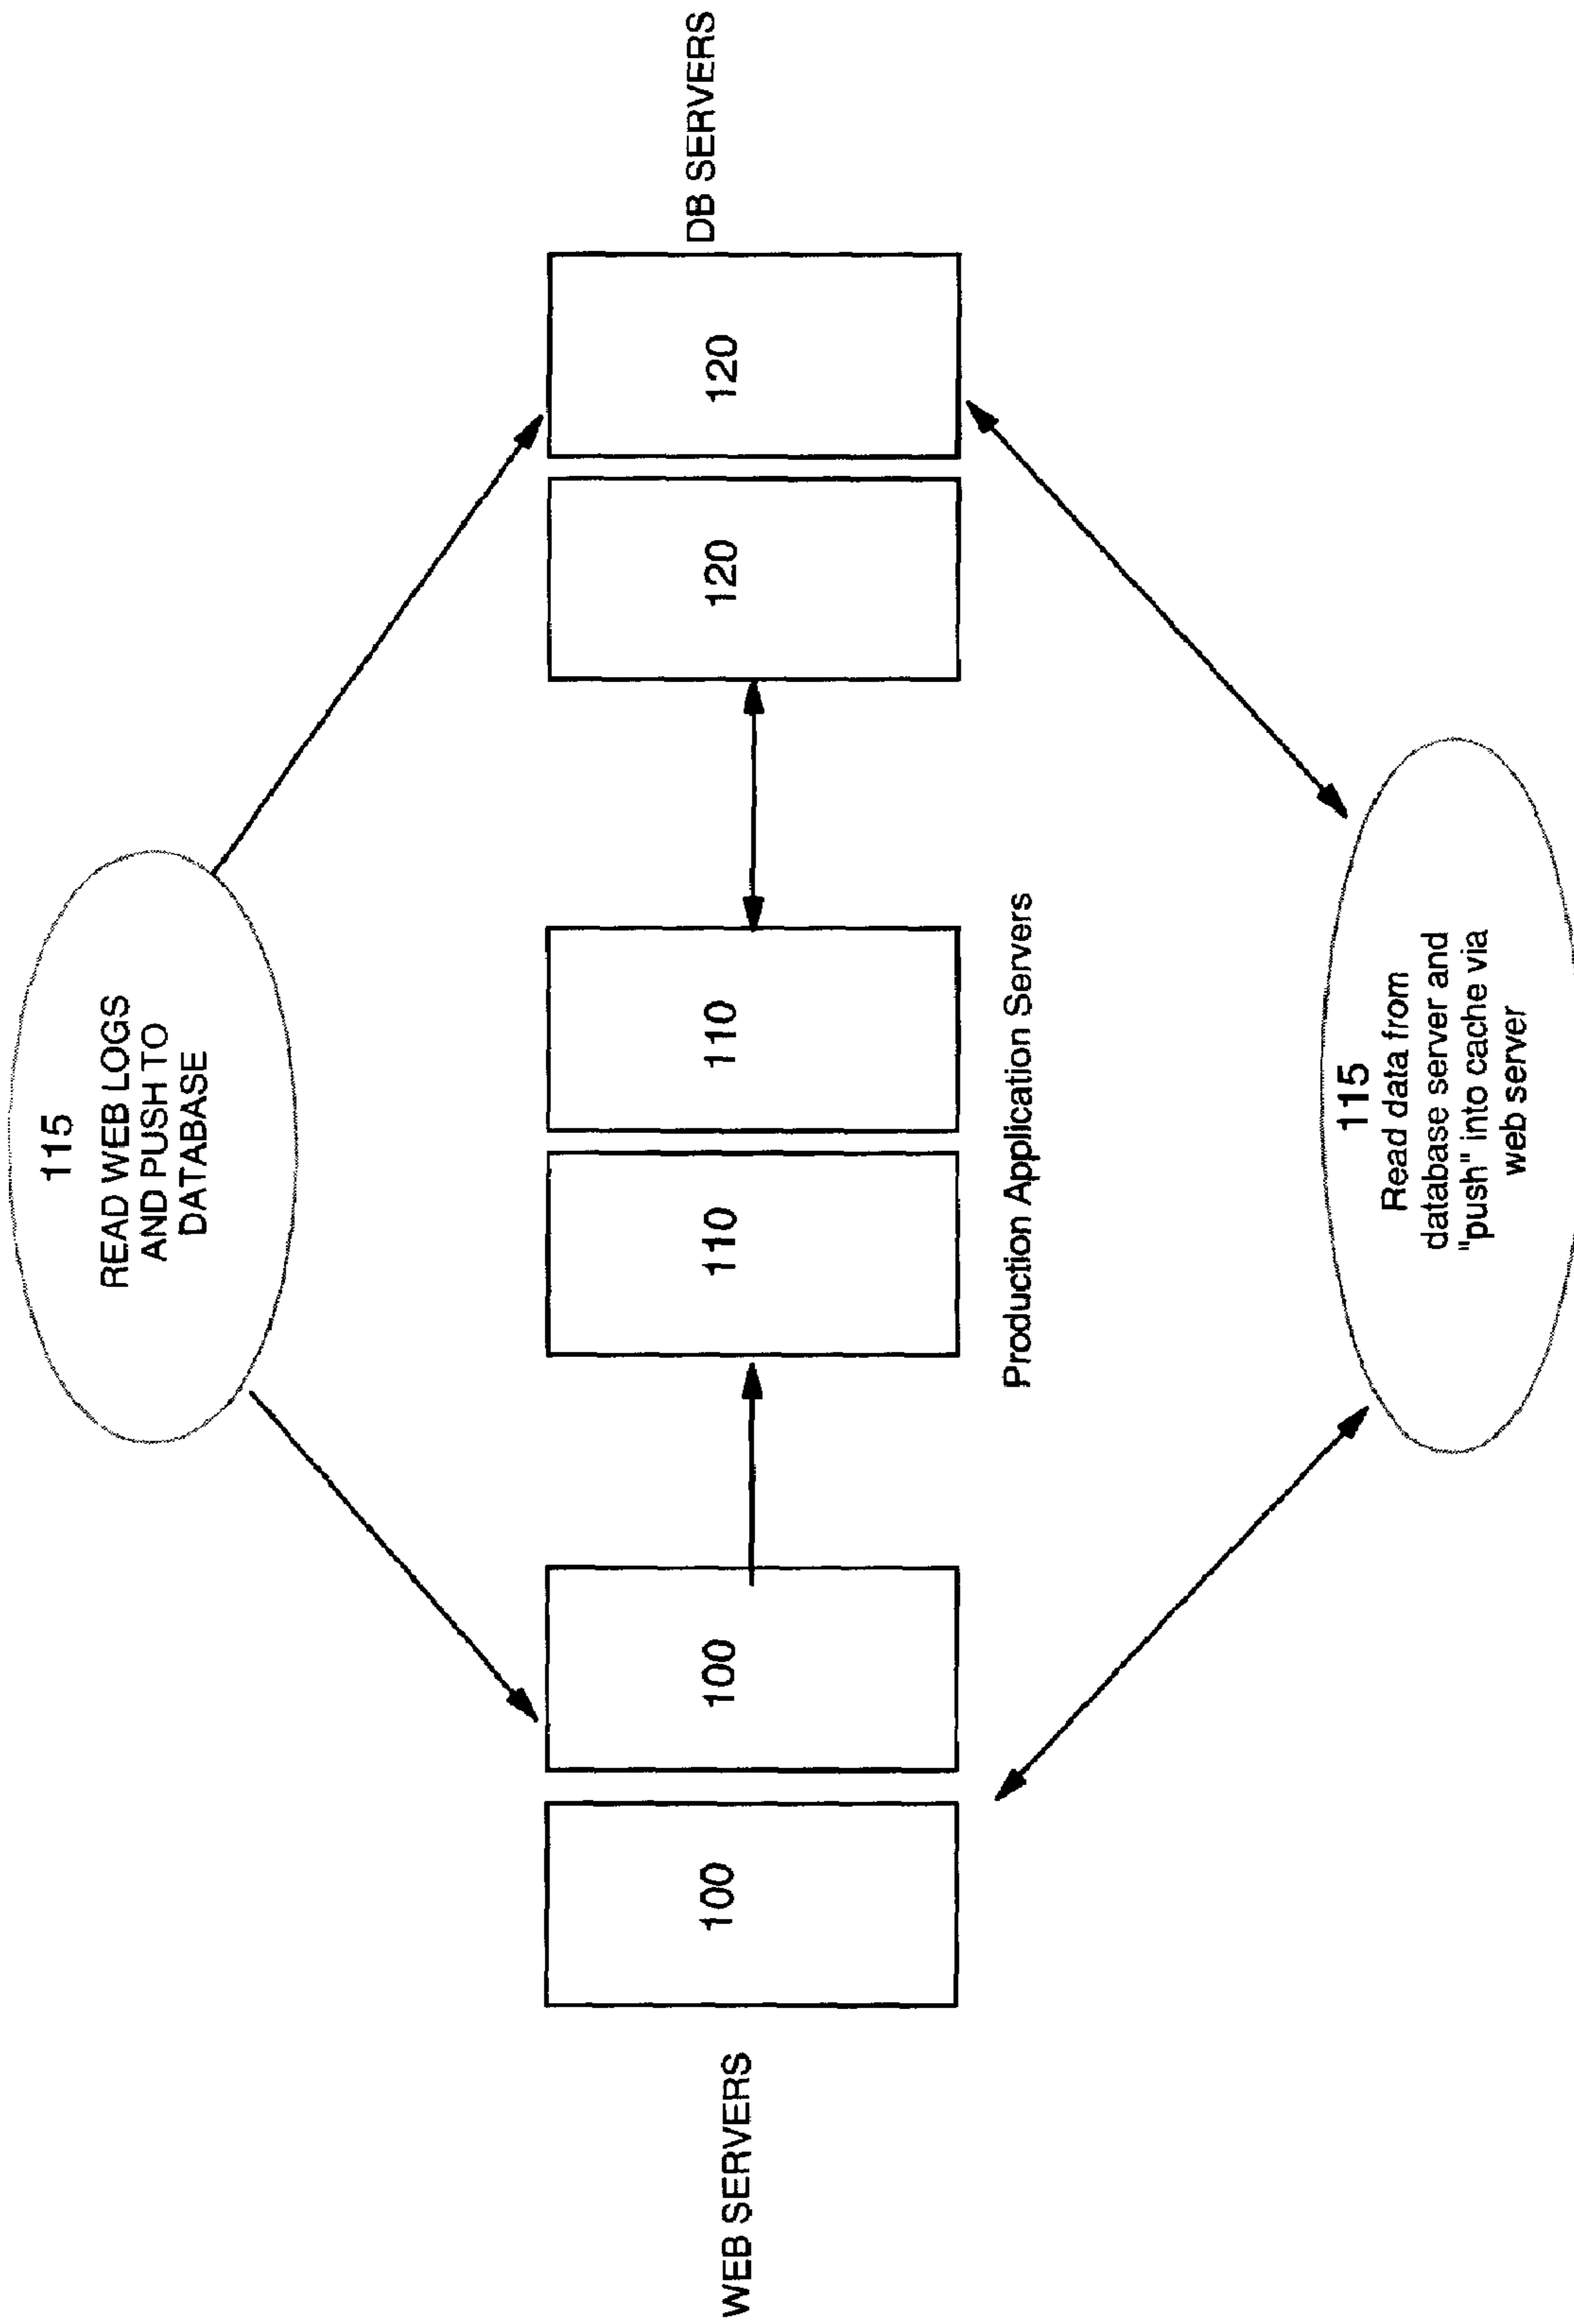 115
READ WEB LOGS
AND PUSH TO
DATABASE
WEB SERVERS
100
100
110
110
120
120
DB SERVERS
Production Application Servers
115
Read data from
database server and
"push" into cache via
web server